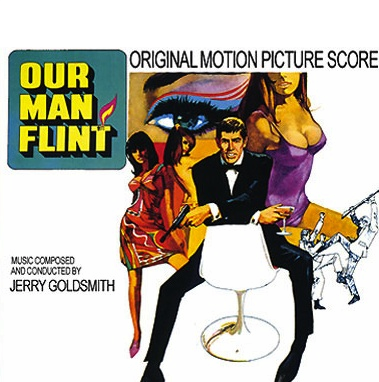 OUR
MAN
FLINT
ORIGINAL MOTION PICTURE SCORE
MUSIC COMPOSED
AND CONDUCTED BY
JERRY GOLDSMITH